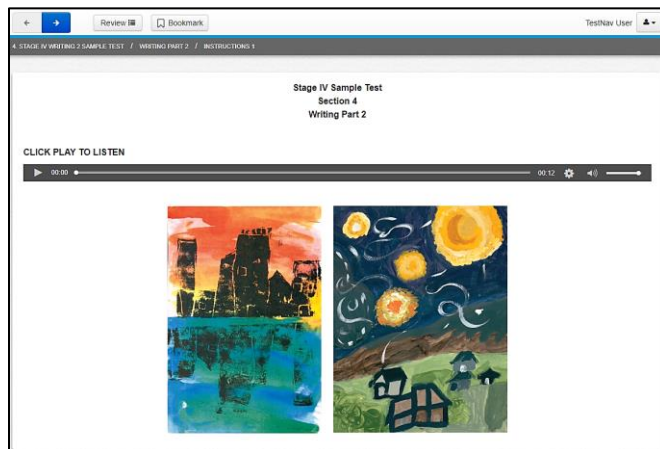 Review
Bookmark
TestNav User
4. STAGE IV WRITING 2 SAMPLE TEST / WRITING PART 2 / INSTRUCTIONS 1
Stage IV Sample Test
Section 4
Writing Part 2
CLICK PLAY TO LISTEN
00:00
00:12